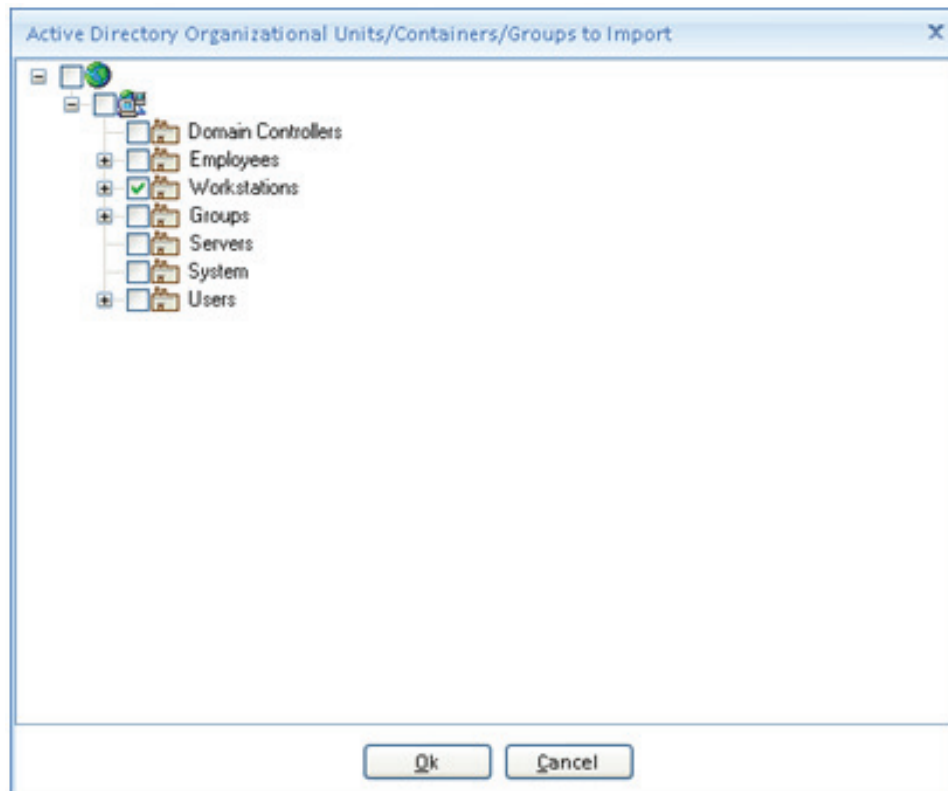 Active Directory Organizational Units/Containers/Groups to Import
Domain Controllers
Employees
Workstations
Groups
Servers
System
Users
Ok
Cancel